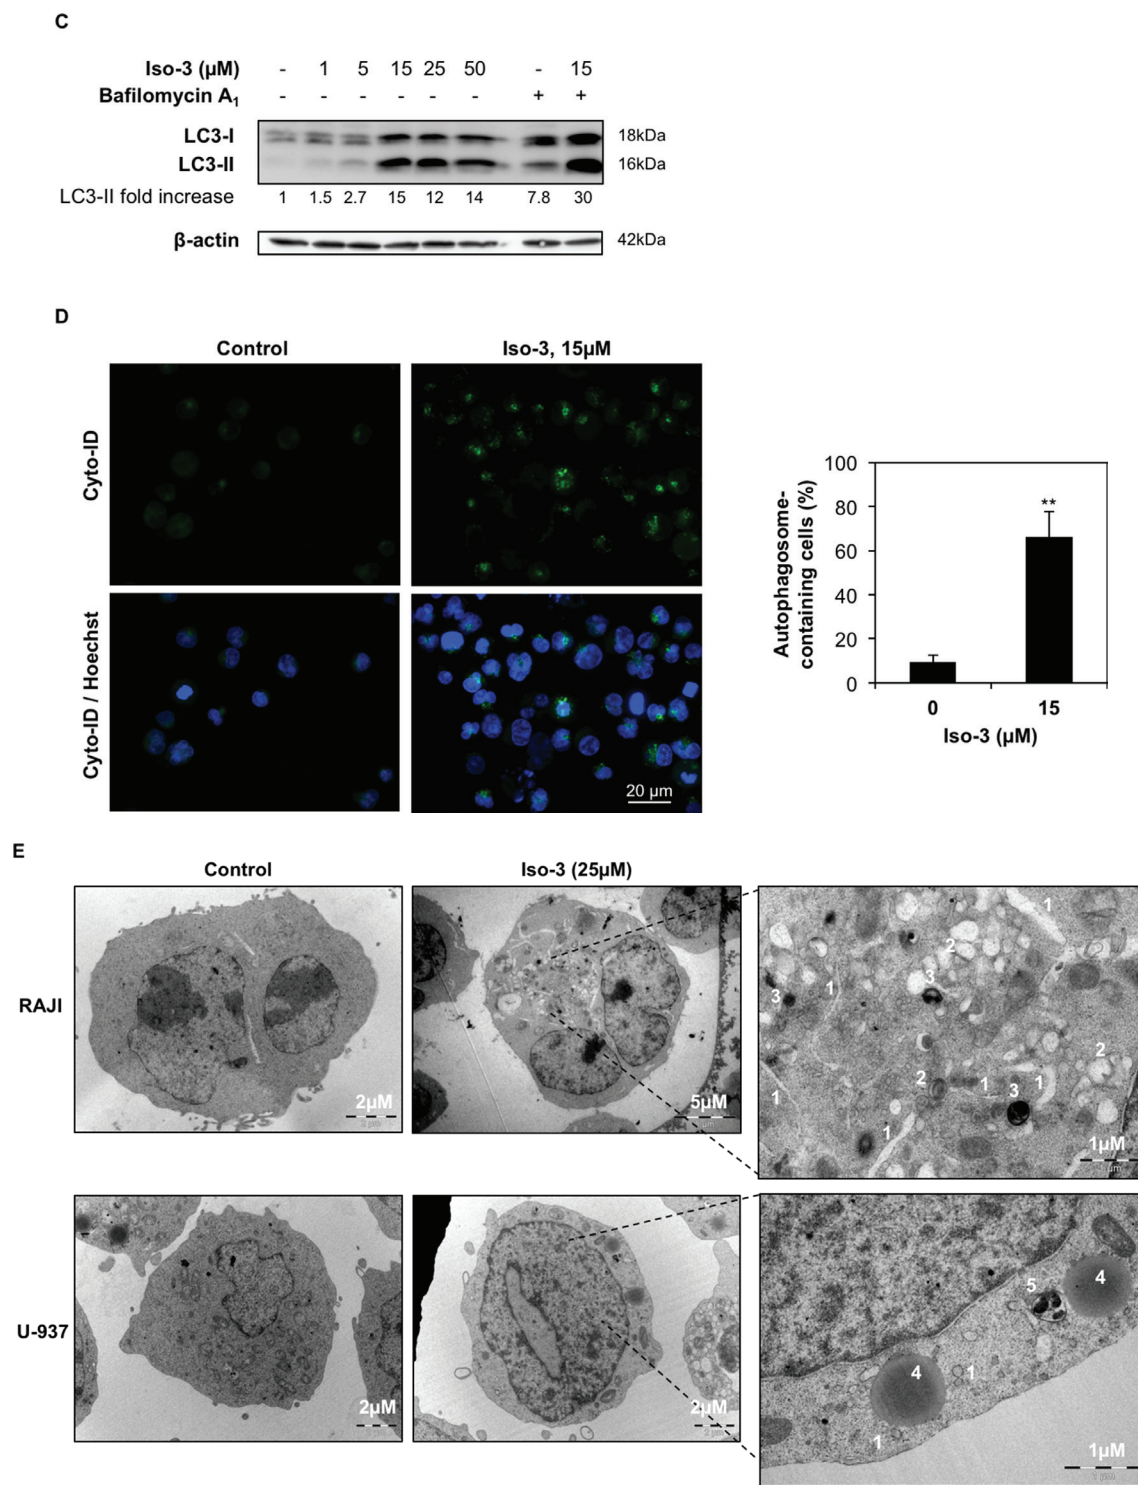 C
Iso-3 (µM) - 1 5 15 25 50 - 15
Bafilomycin A₁ - - - - - - + +
LC3-I 18kDa
LC3-II 16kDa
LC3-II fold increase 1 1.5 2.7 15 12 14 7.8 30
β-actin 42kDa
D
Control Iso-3, 15µM
Cyto-ID
Cyto-ID / Hoechst
20 µm
Autophagosome-
containing cells (%)
100
80
60
40
20
0
**
0 15
Iso-3 (µM)
E
Control Iso-3 (25µM)
RAJI
2µM
5µM
1
2
3
3
1
2
2
1
1
3
1
1
1µM
U-937
2µM
2µM
4
5
4
1
1
1µM